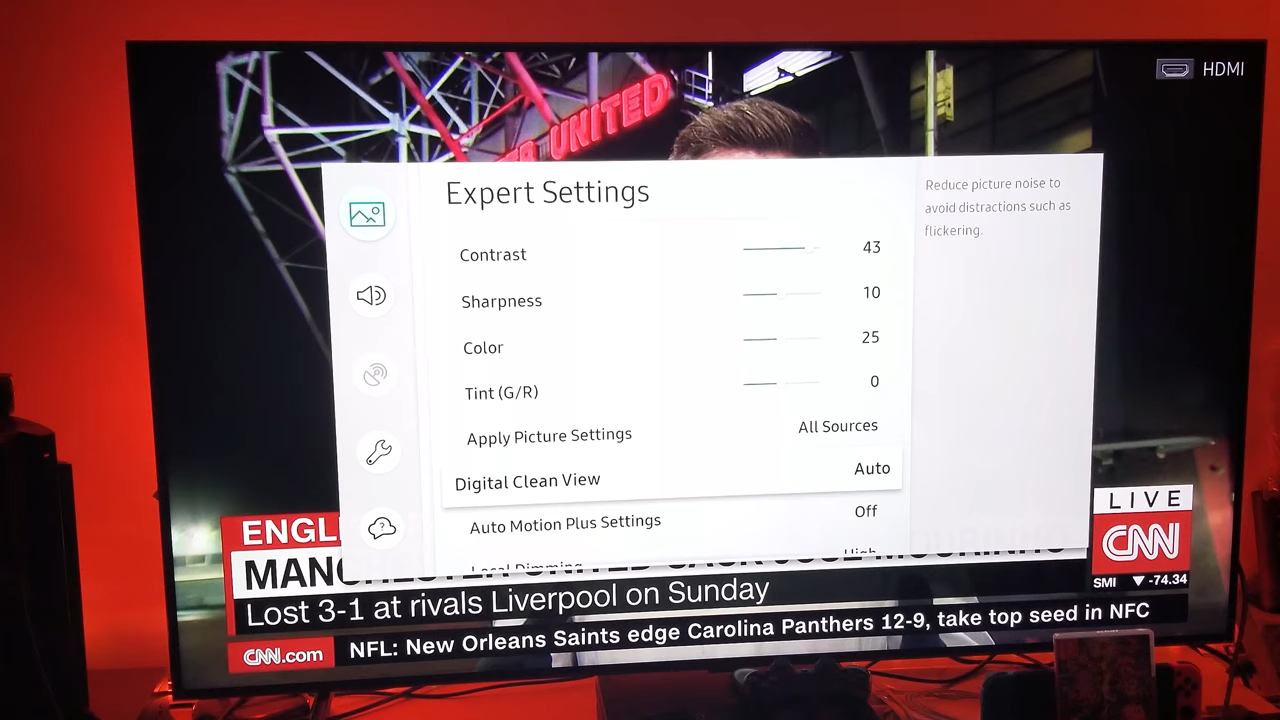 HDMI
UNITED
Expert Settings
Contrast 43
Sharpness 10
Color 25
Tint (G/R) 0
Apply Picture Settings All Sources
Digital Clean View Auto
Auto Motion Plus Settings Off
Local Dimming High
Reduce picture noise to
avoid distractions such as
flickering.
ENGL
Lost 3-1 at rivals Liverpool on Sunday
LIVE
CNN
SMI ▼-74.34
CNN.com
NFL: New Orleans Saints edge Carolina Panthers 12-9, take top seed in NFC